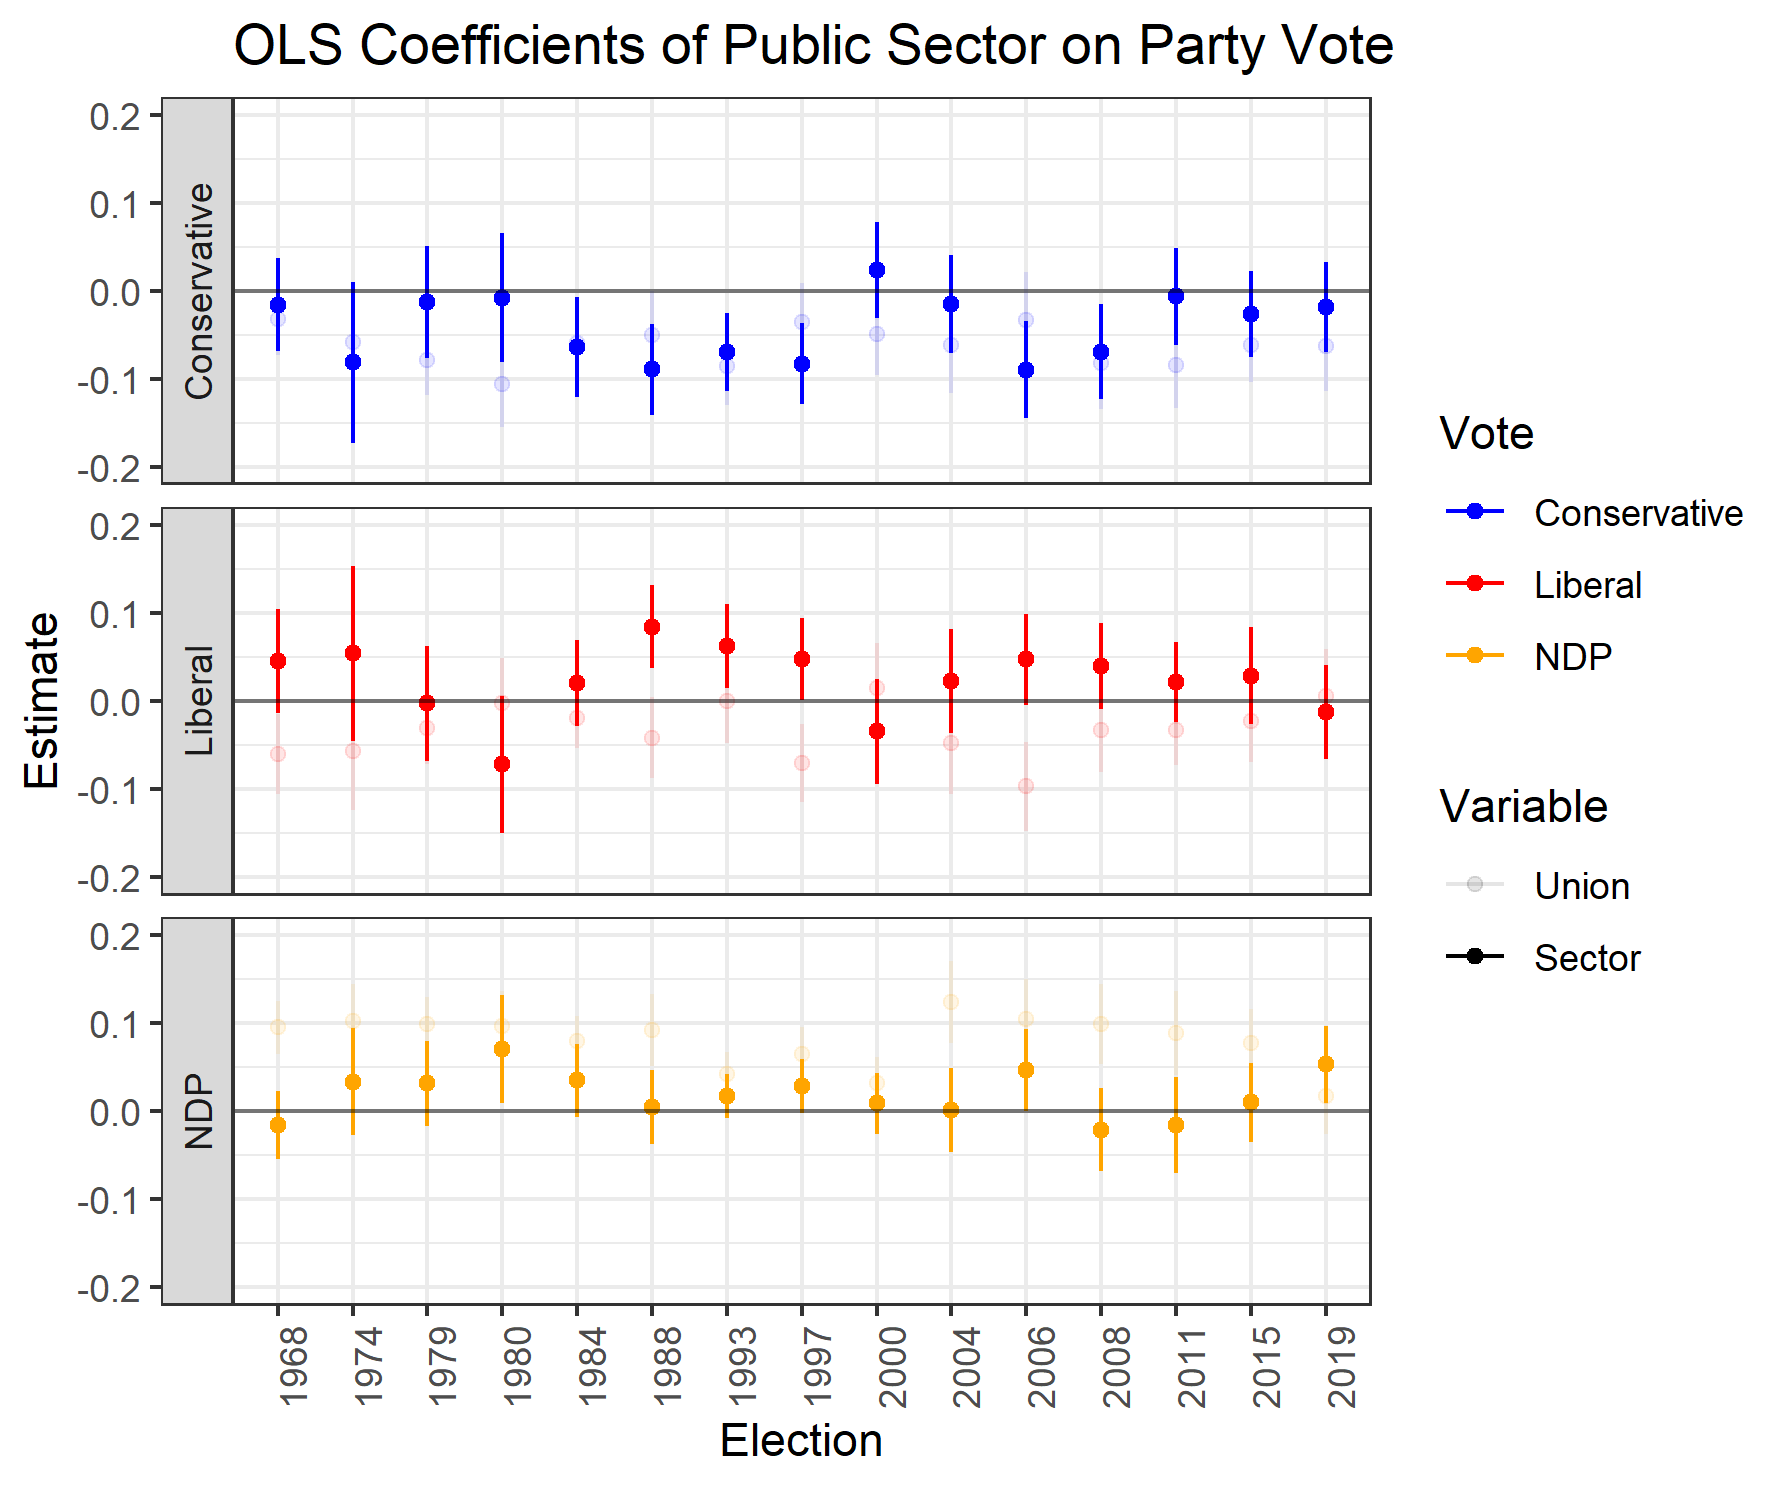 OLS Coefficients of Public Sector on Party Vote
Estimate
Conservative
0.2
0.1
0.0
-0.1
-0.2
Liberal
0.2
0.1
0.0
-0.1
-0.2
NDP
0.2
0.1
0.0
-0.1
-0.2
1968
1974
1979
1980
1984
1988
1993
1997
2000
2004
2006
2008
2011
2015
2019
Election
Vote
Conservative
Liberal
NDP
Variable
Union
Sector